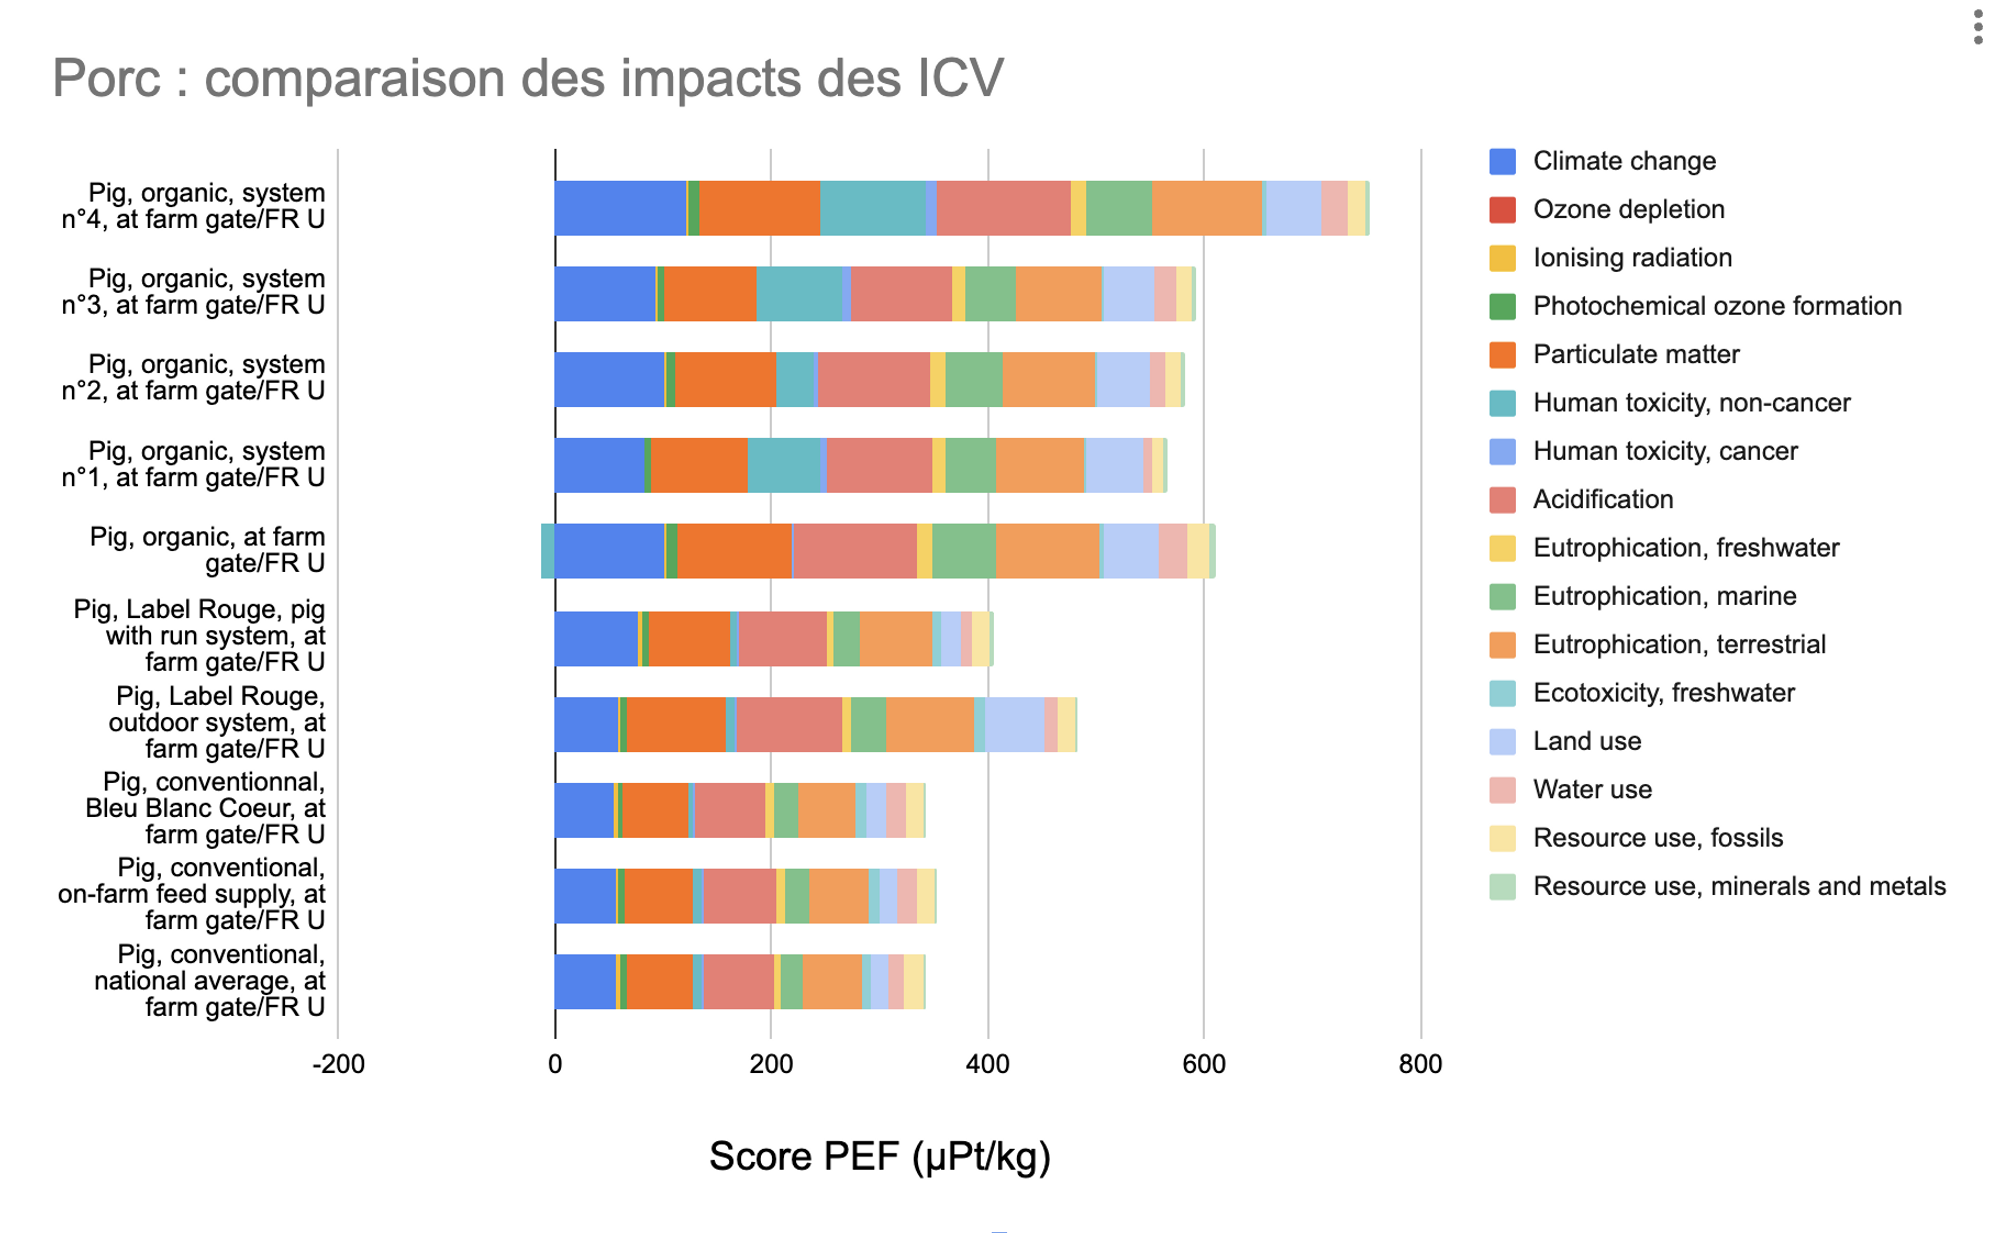 Porc : comparaison des impacts des ICV
Pig, organic, system
n°4, at farm gate/FR U
Pig, organic, system
n°3, at farm gate/FR U
Pig, organic, system
n°2, at farm gate/FR U
Pig, organic, system
n°1, at farm gate/FR U
Pig, organic, at farm
gate/FR U
Pig, Label Rouge, pig
with run system, at
farm gate/FR U
Pig, Label Rouge,
outdoor system, at
farm gate/FR U
Pig, conventionnal,
Bleu Blanc Coeur, at
farm gate/FR U
Pig, conventional,
on-farm feed supply, at
farm gate/FR U
Pig, conventional,
national average, at
farm gate/FR U
-200
0
200
400
600
800
Score PEF (µPt/kg)
Climate change
Ozone depletion
Ionising radiation
Photochemical ozone formation
Particulate matter
Human toxicity, non-cancer
Human toxicity, cancer
Acidification
Eutrophication, freshwater
Eutrophication, marine
Eutrophication, terrestrial
Ecotoxicity, freshwater
Land use
Water use
Resource use, fossils
Resource use, minerals and metals